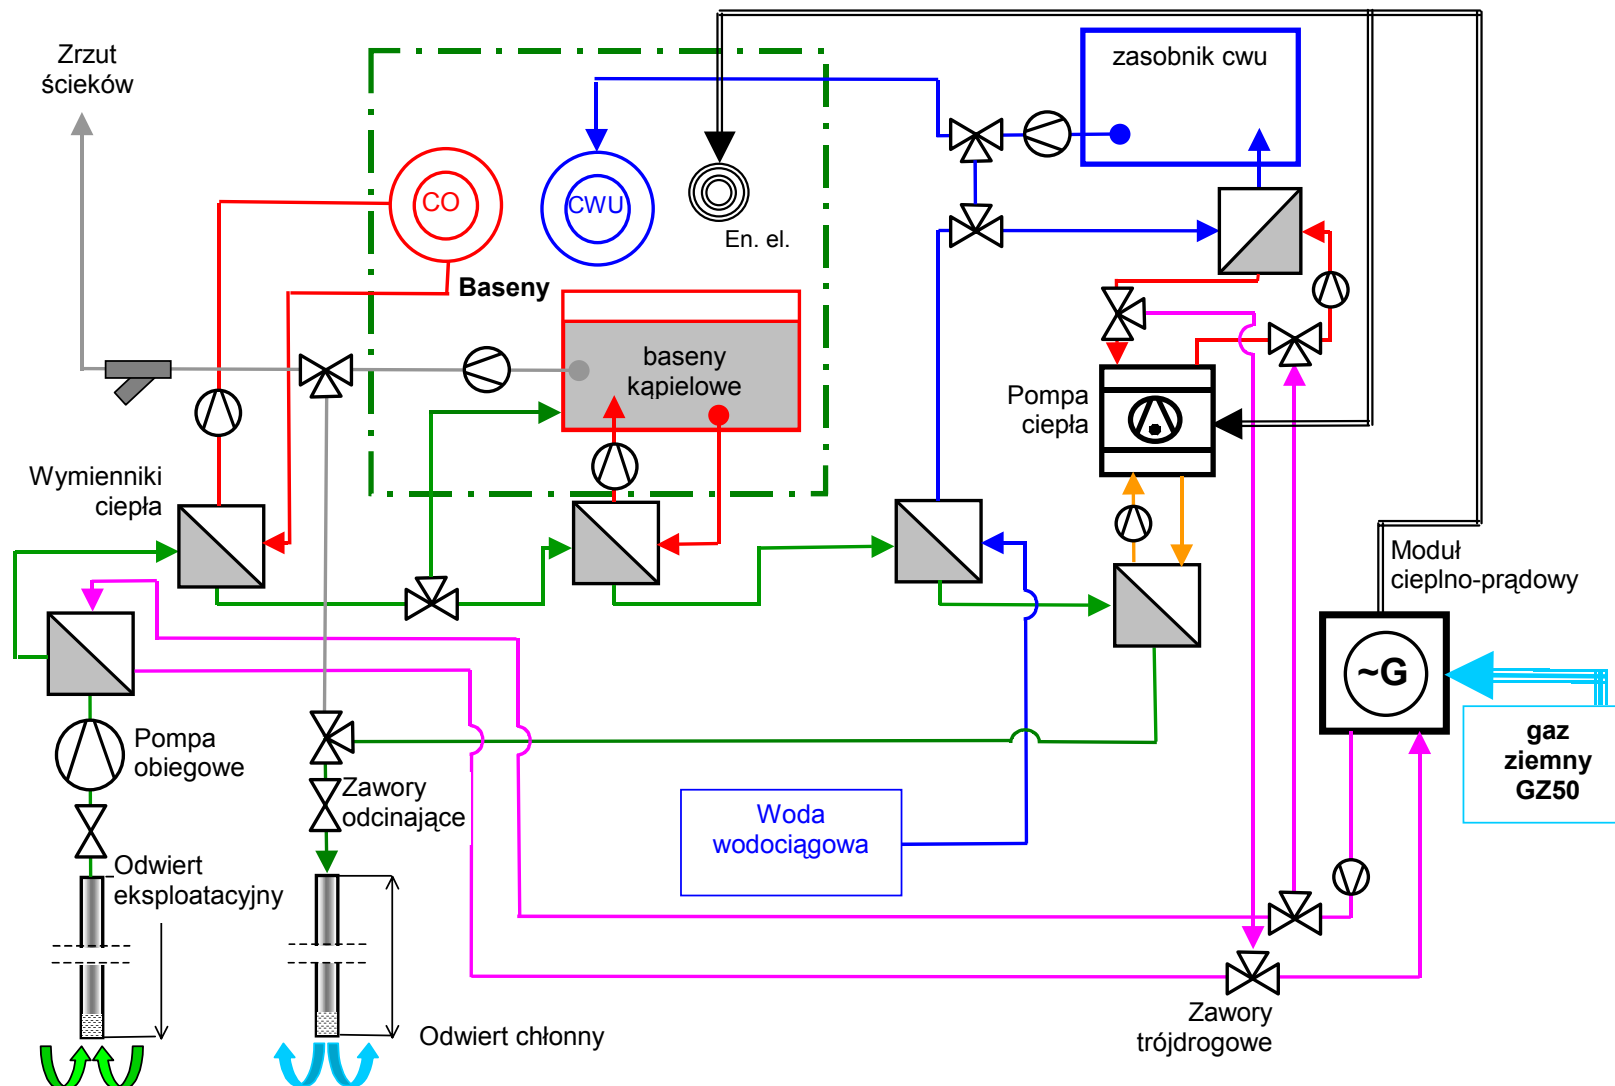 Zrzut
ścieków
zasobnik cwu
CO
CWU
En. el.
Baseny
baseny
kąpielowe
Pompa
ciepła
Wymienniki
ciepła
Moduł
cieplno-prądowy
~G
gaz
ziemny
GZ50
Pompa
obiegowe
Zawory
odcinające
Woda
wodociągowa
Odwiert
eksploatacyjny
Odwiert chłonny
Zawory
trójdrogowe